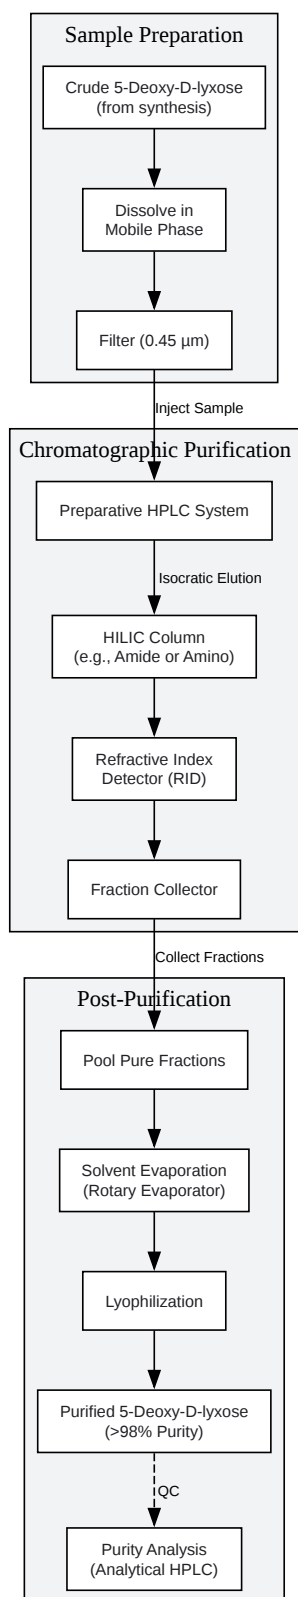 Sample Preparation
Crude 5-Deoxy-D-lyxose
(from synthesis)
Dissolve in
Mobile Phase
Filter (0.45 µm)
Inject Sample
Chromatographic Purification
Preparative HPLC System
Isocratic Elution
HILIC Column
(e.g., Amide or Amino)
Refractive Index
Detector (RID)
Fraction Collector
Collect Fractions
Post-Purification
Pool Pure Fractions
Solvent Evaporation
(Rotary Evaporator)
Lyophilization
Purified 5-Deoxy-D-lyxose
(>98% Purity)
QC
Purity Analysis
(Analytical HPLC)